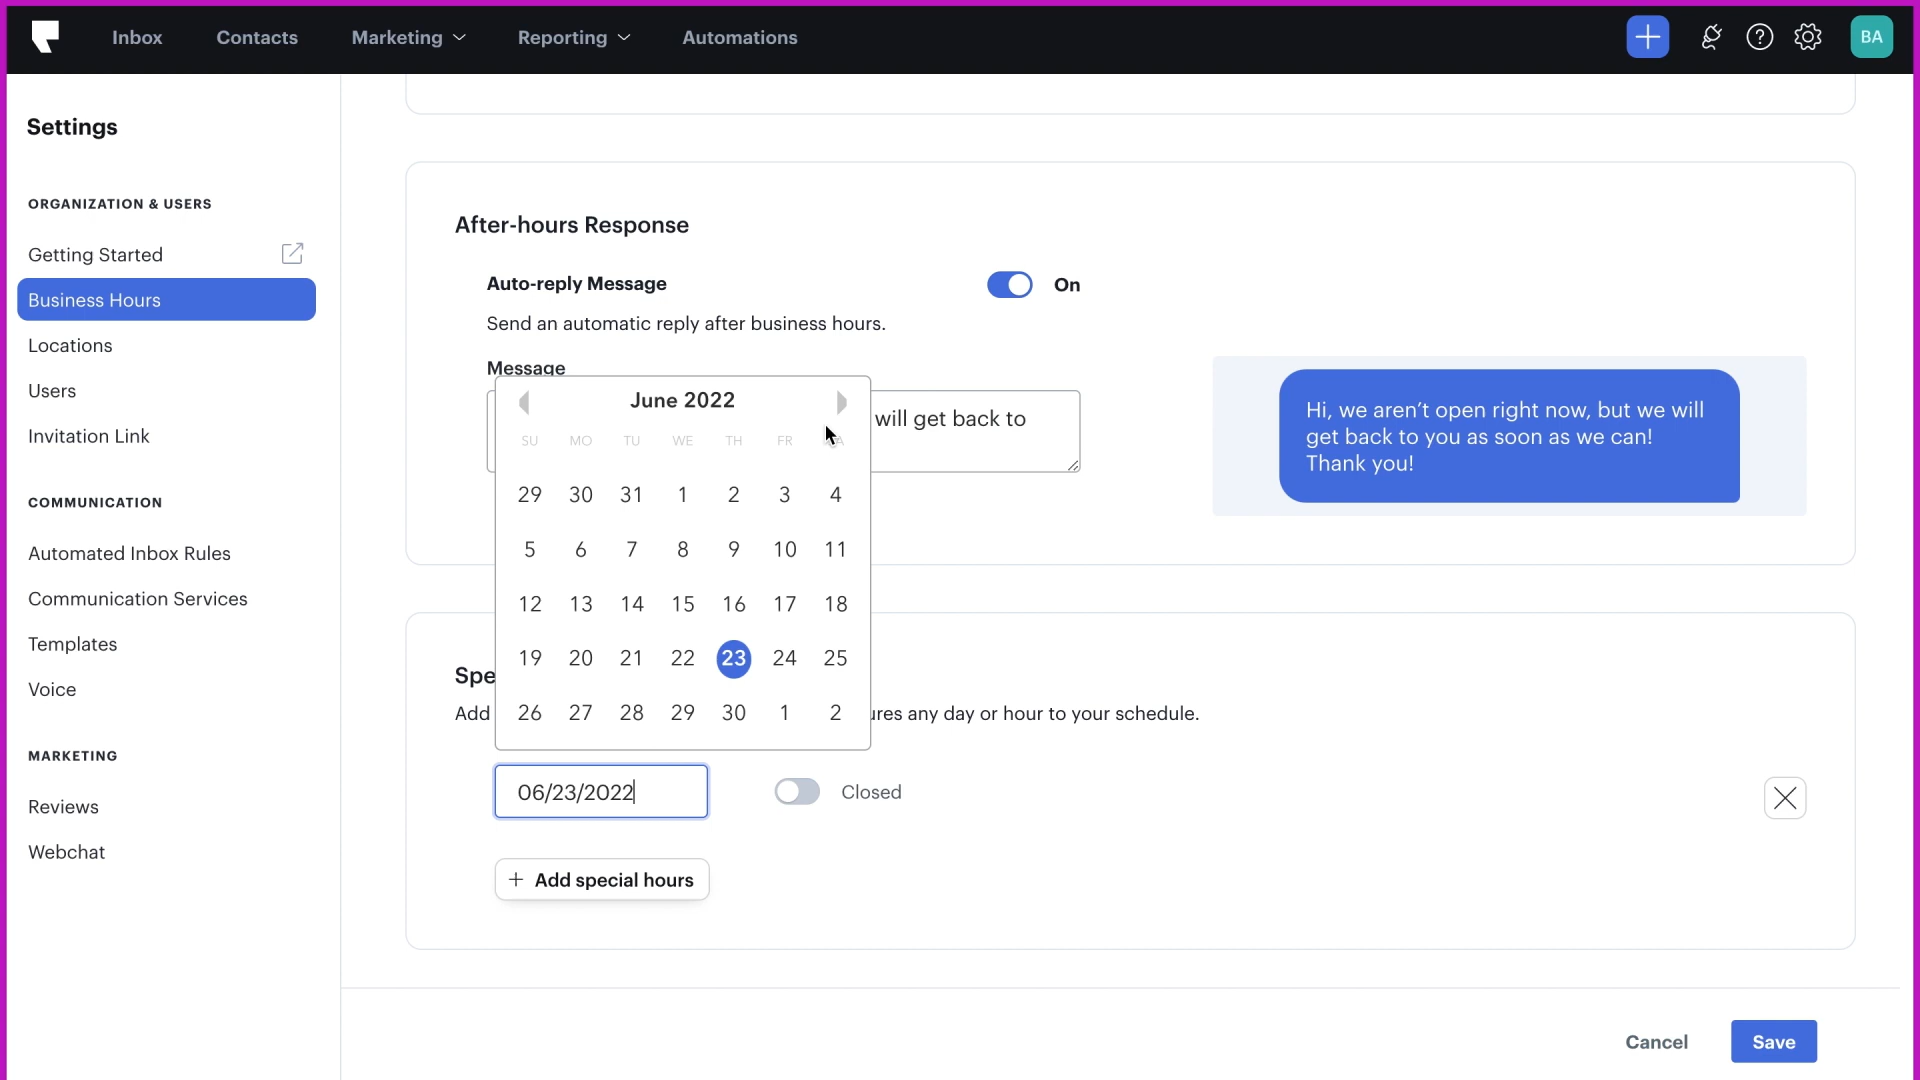 Inbox
Contacts
Marketing
Reporting
Automations
BA
Settings
ORGANIZATION & USERS
Getting Started
Business Hours
Locations
Users
Invitation Link
COMMUNICATION
Automated Inbox Rules
Communication Services
Templates
Voice
MARKETING
Reviews
Webchat
After-hours Response
Auto-reply Message
On
Send an automatic reply after business hours.
Message
will get back to
Hi, we aren’t open right now, but we will
get back to you as soon as we can!
Thank you!
June 2022
SU MO TU WE TH FR
29 30 31 1 2 3 4
5 6 7 8 9 10 11
12 13 14 15 16 17 18
19 20 21 22 23 24 25
26 27 28 29 30 1 2
Spe
Add ures any day or hour to your schedule.
06/23/2022
Closed
+ Add special hours
Cancel
Save